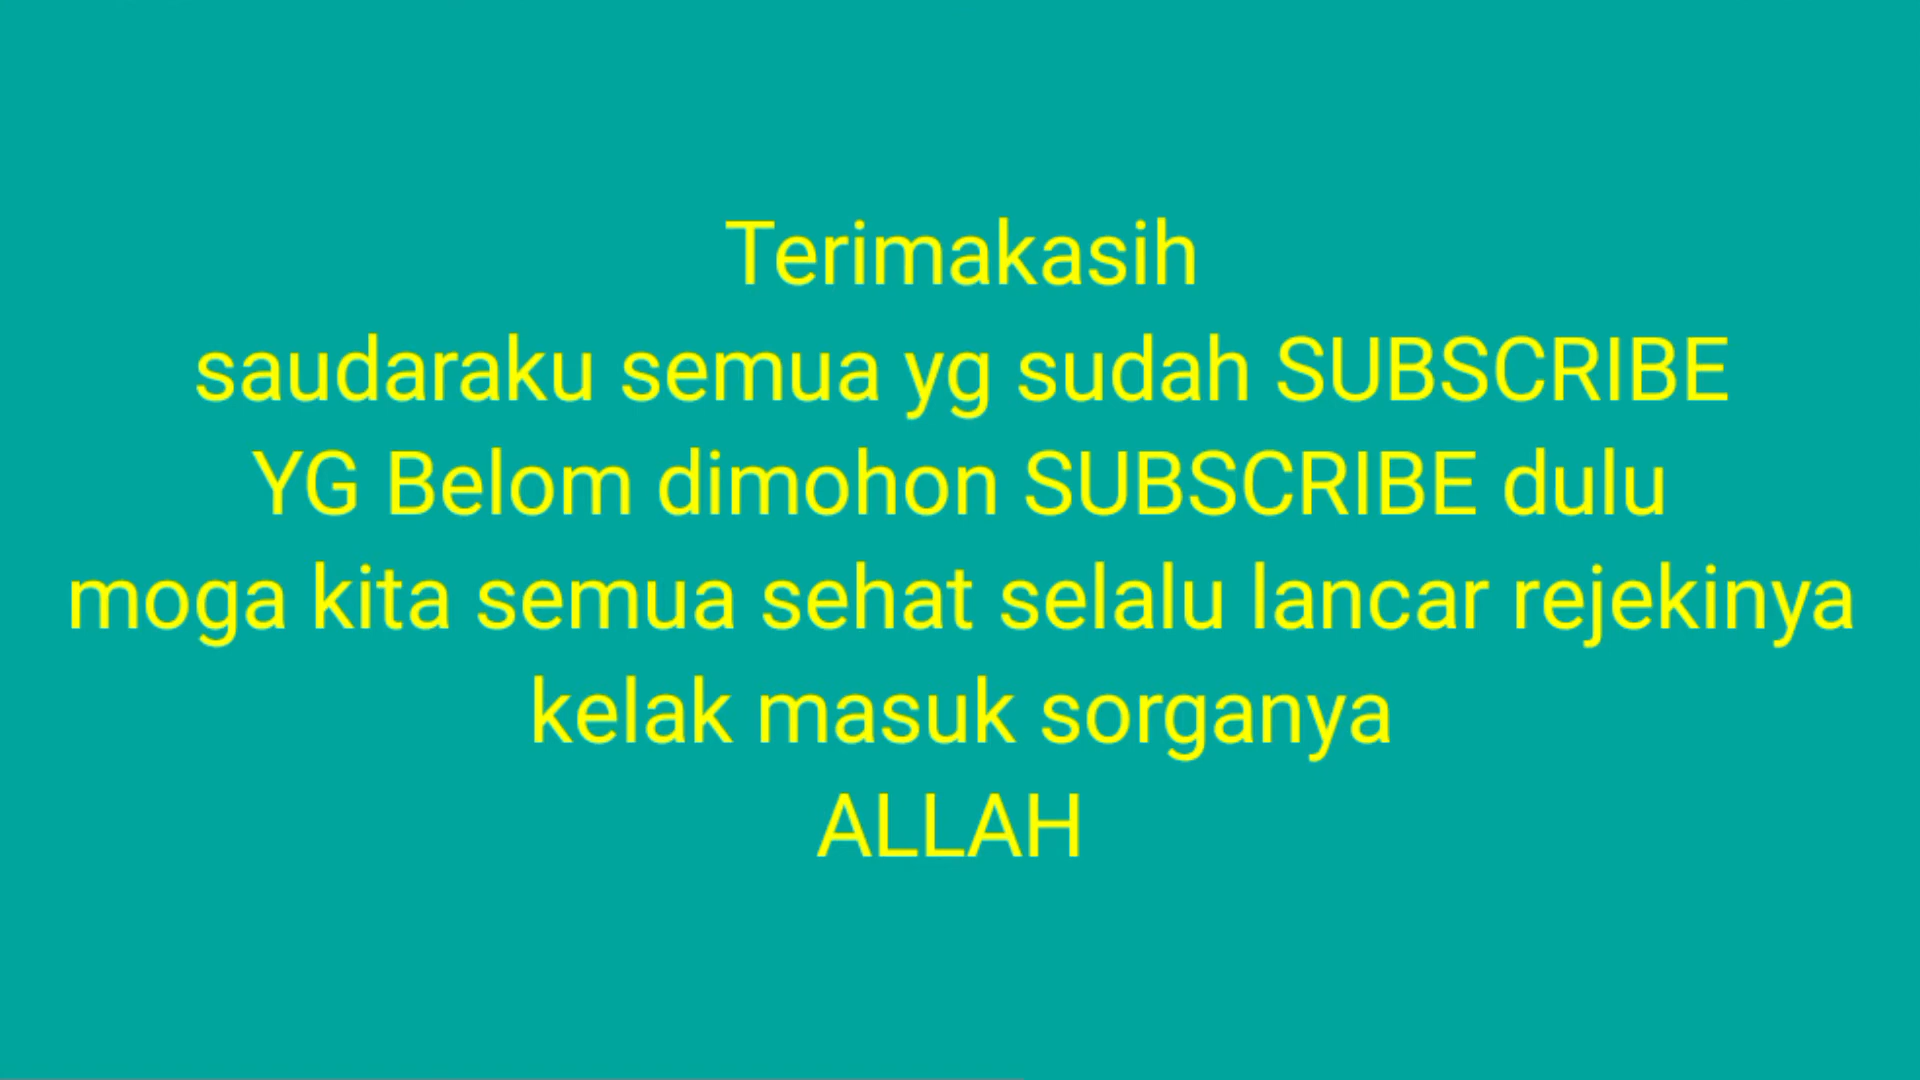 Terimakasih
saudaraku semua yg sudah SUBSCRIBE
YG Belom dimohon SUBSCRIBE dulu
moga kita semua sehat selalu lancar rejekinya
kelak masuk sorganya
ALLAH